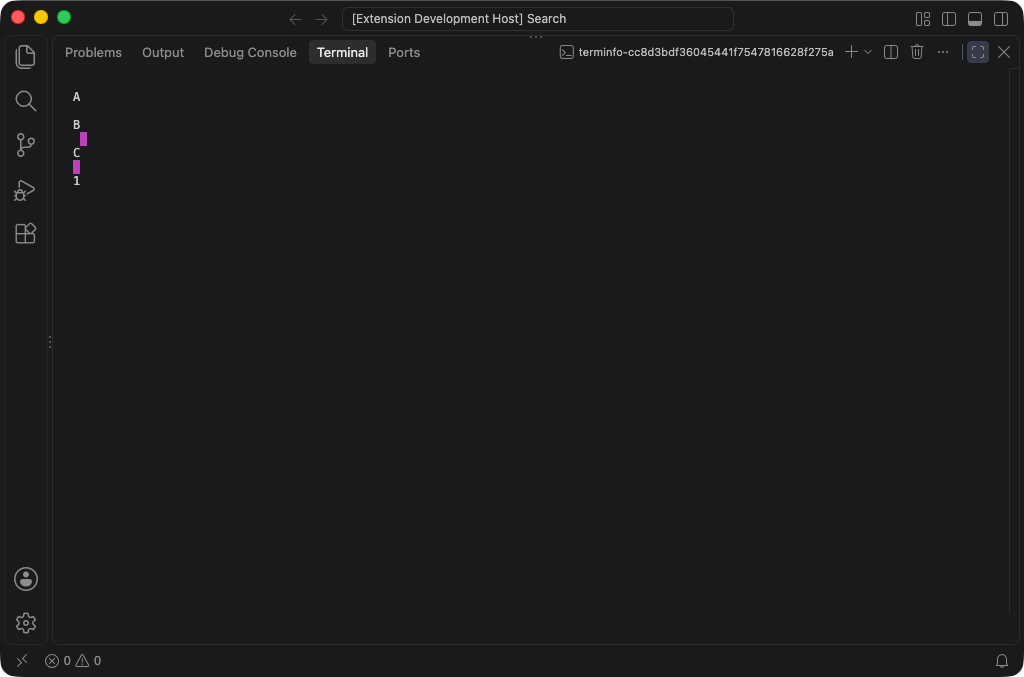 [Extension Development Host] Search
Problems Output Debug Console Terminal Ports terminfo-cc8d3bdf36045441f7547816628f275a
A
B
C
1
0 0